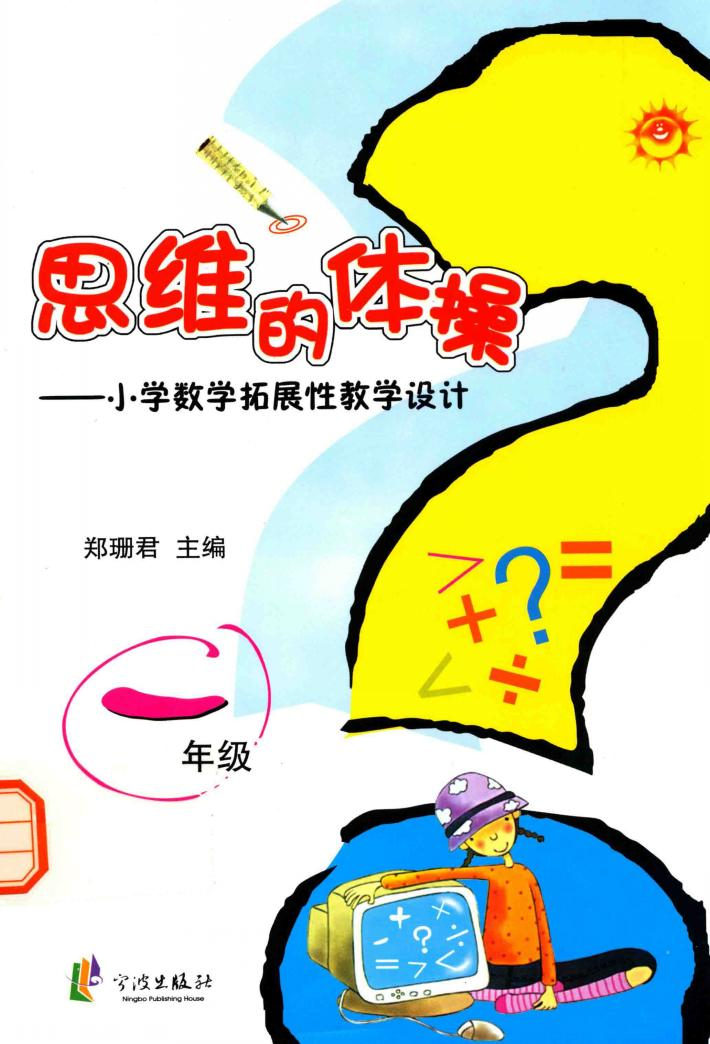 思维的体操
——小学数学拓展性教学设计
郑珊君 主编
> ? =
+
< ÷
一
年级
+ × ÷
- ?
= > <
宁波出版社
Ningbo Publishing House